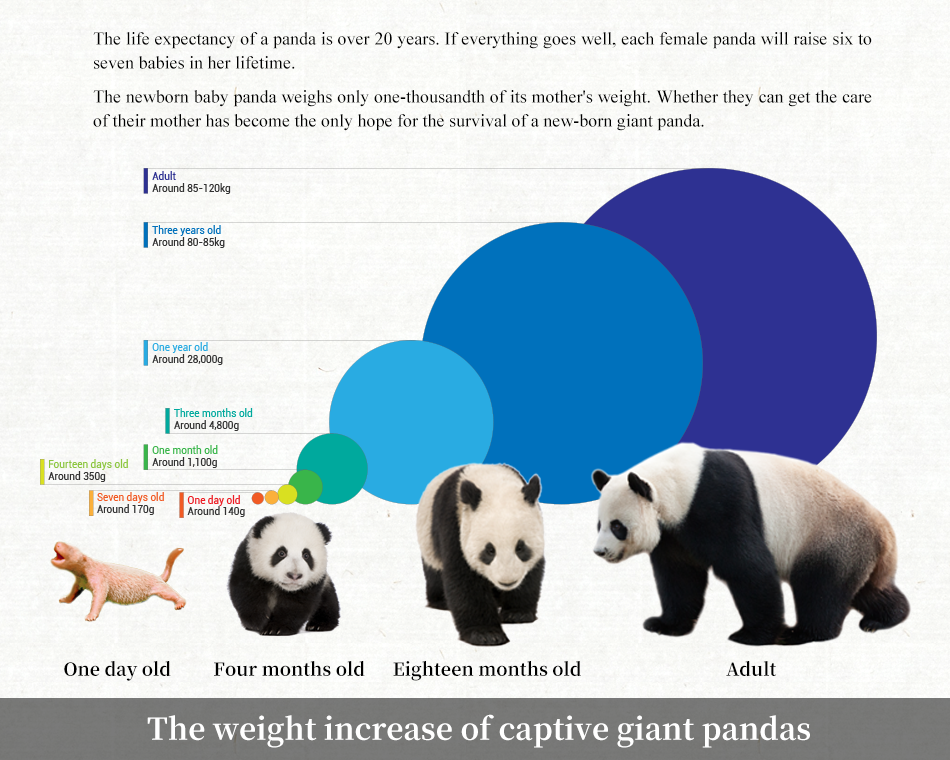 The life expectancy of a panda is over 20 years. If everything goes well, each female panda will raise six to
seven babies in her lifetime.
The newborn baby panda weighs only one-thousandth of its mother's weight. Whether they can get the care
of their mother has become the only hope for the survival of a new-born giant panda.
Adult
Around 85-120kg
Three years old
Around 80-85kg
One year old
Around 28,000g
Three months old
Around 4,800g
One month old
Around 1,100g
Fourteen days old
Around 350g
Seven days old
Around 170g
One day old
Around 140g
One day old
Four months old
Eighteen months old
Adult
The weight increase of captive giant pandas